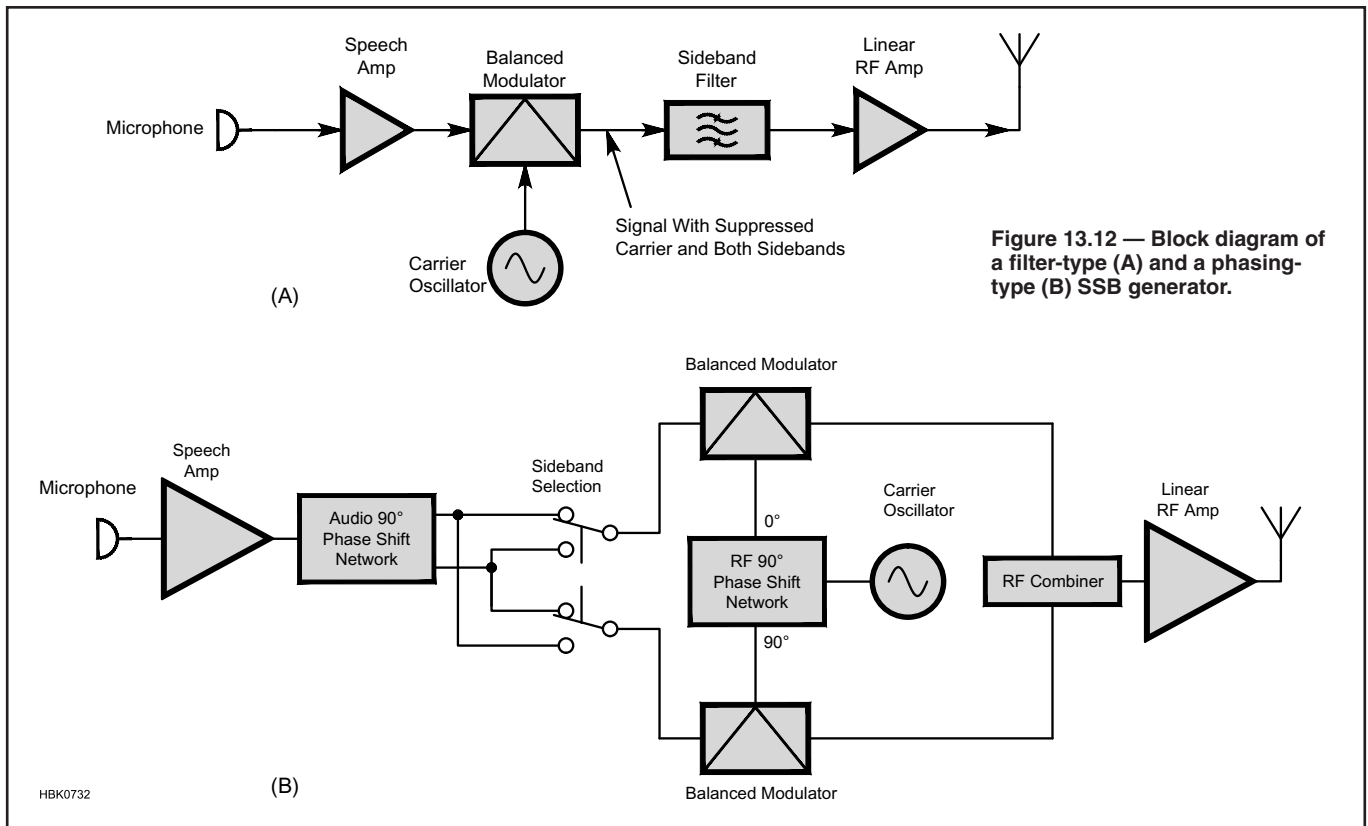 Speech
Amp
Balanced
Modulator
Sideband
Filter
Linear
RF Amp
Microphone
Signal With Suppressed
Carrier and Both Sidebands
Carrier
Oscillator
(A)
Figure 13.12 — Block diagram of
a filter-type (A) and a phasing-
type (B) SSB generator.
Balanced Modulator
Speech
Amp
Microphone
Sideband
Selection
Carrier
Oscillator
Linear
RF Amp
Audio 90°
Phase Shift
Network
0°
RF 90°
Phase Shift
Network
90°
RF Combiner
Balanced Modulator
(B)
HBK0732